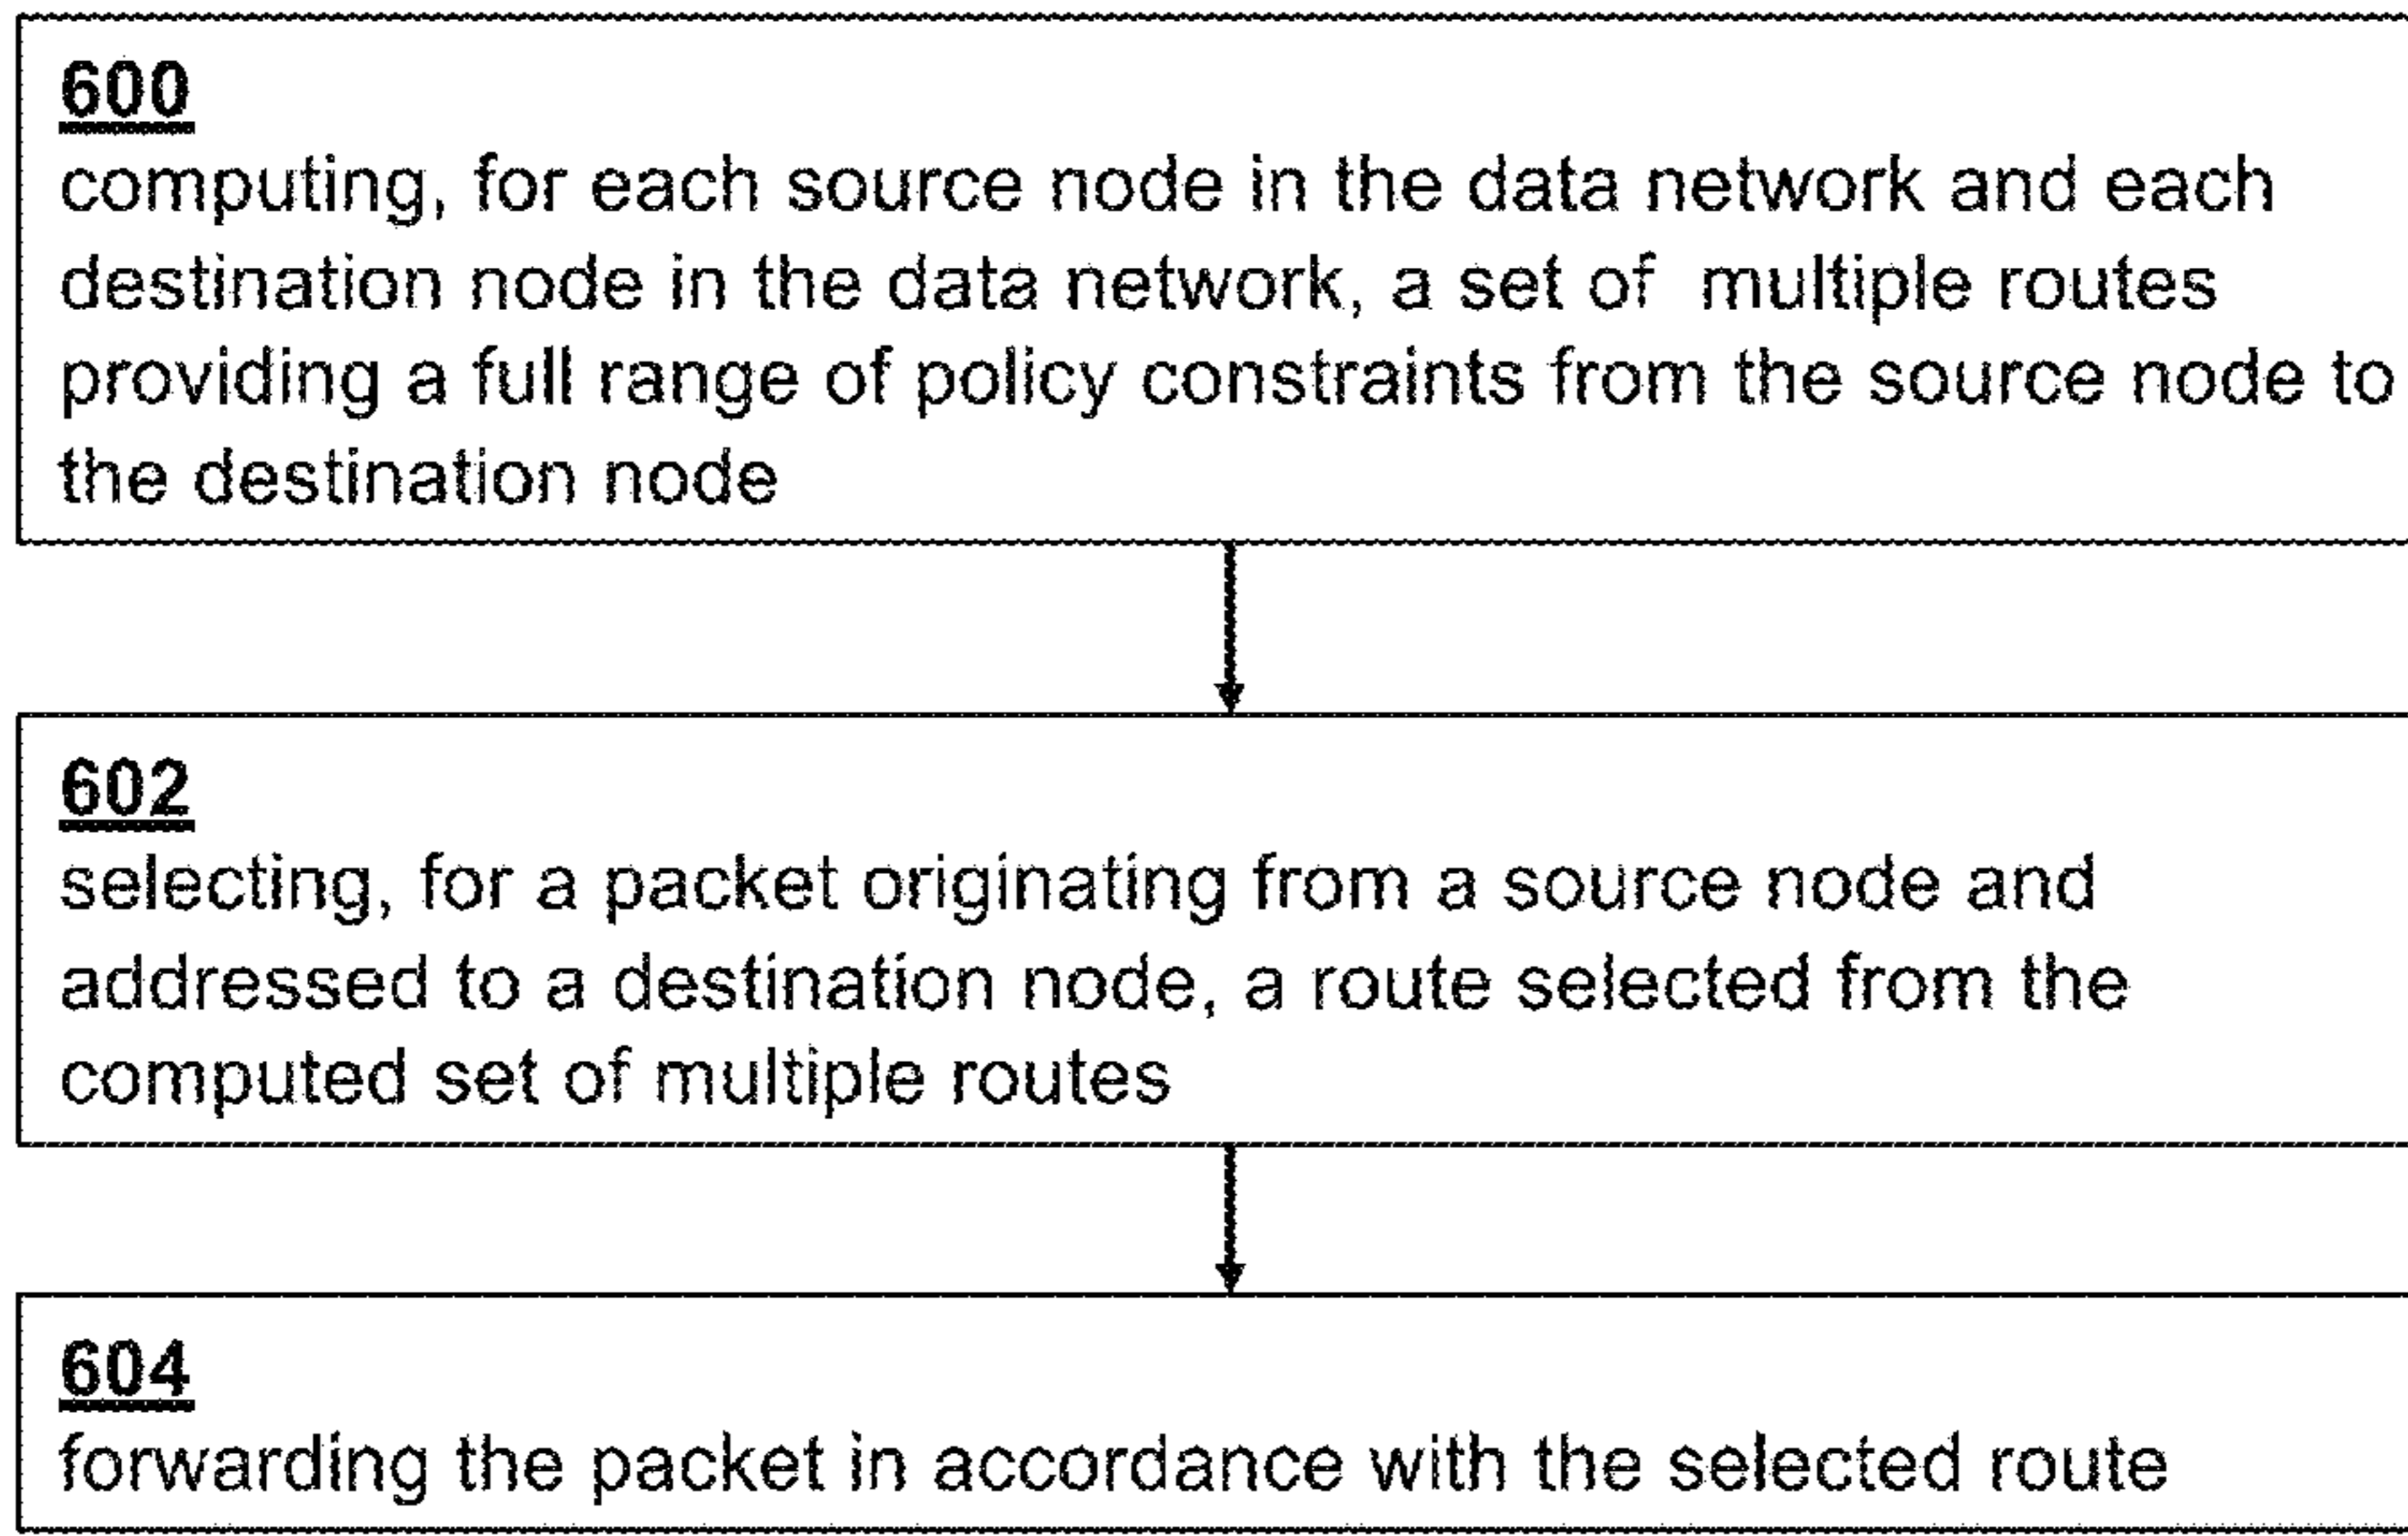 600
computing, for each source node in the data network and each
destination node in the data network, a set of multiple routes
providing a full range of policy constraints from the source node to
the destination node
602
selecting, for a packet originating from a source node and
addressed to a destination node, a route selected from the
computed set of multiple routes
604
forwarding the packet in accordance with the selected route